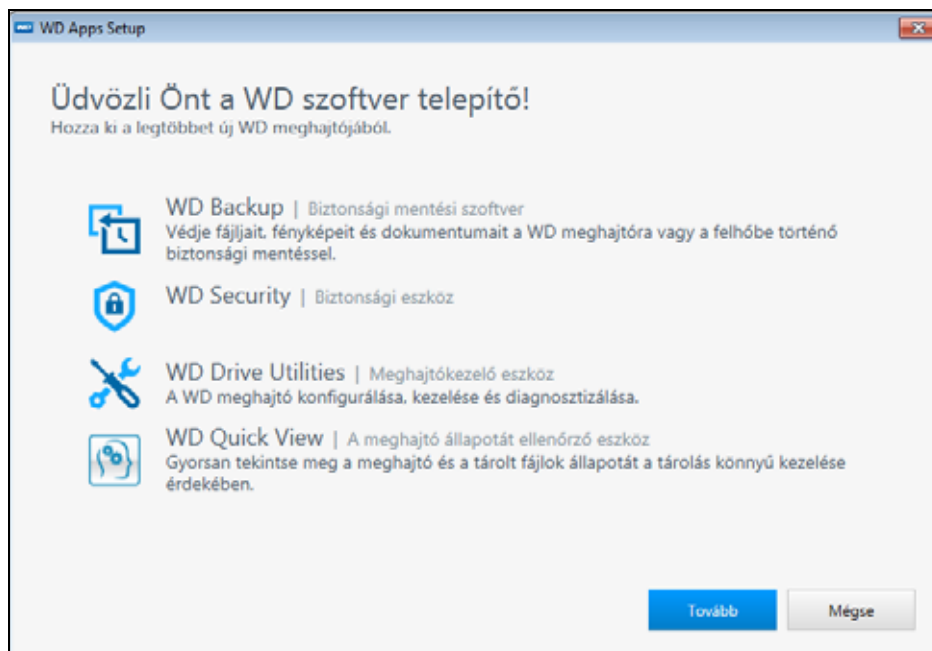 WD Apps Setup
Üdvözli Önt a WD szoftver telepítő!
Hozza ki a legtöbbet új WD meghajtójából.
WD Backup | Biztonsági mentési szoftver
Védje fájljait, fényképeit és dokumentumait a WD meghajtóra vagy a felhőbe történő
biztonsági mentéssel.
WD Security | Biztonsági eszköz
WD Drive Utilities | Meghajtókezelő eszköz
A WD meghajtó konfigurálása, kezelése és diagnosztizálása.
WD Quick View | A meghajtó állapotát ellenőrző eszköz
Gyorsan tekintse meg a meghajtó és a tárolt fájlok állapotát a tárolás könnyű kezelése
érdekében.
Tovább Mégse